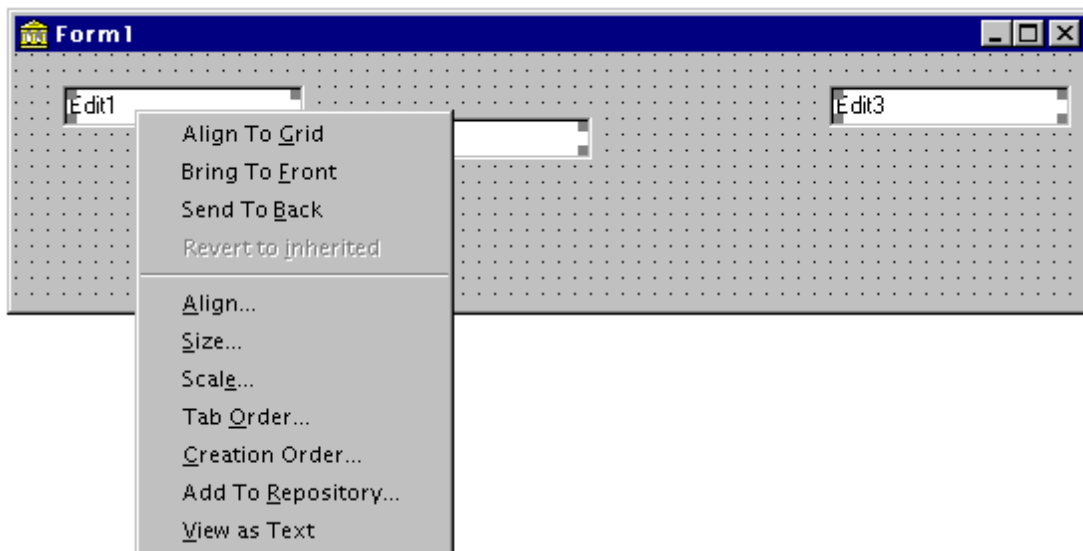 Form1
Edit1
Edit3
Align To Grid
Bring To Front
Send To Back
Revert to inherited
Align...
Size...
Scale...
Tab Order...
Creation Order...
Add To Repository...
View as Text